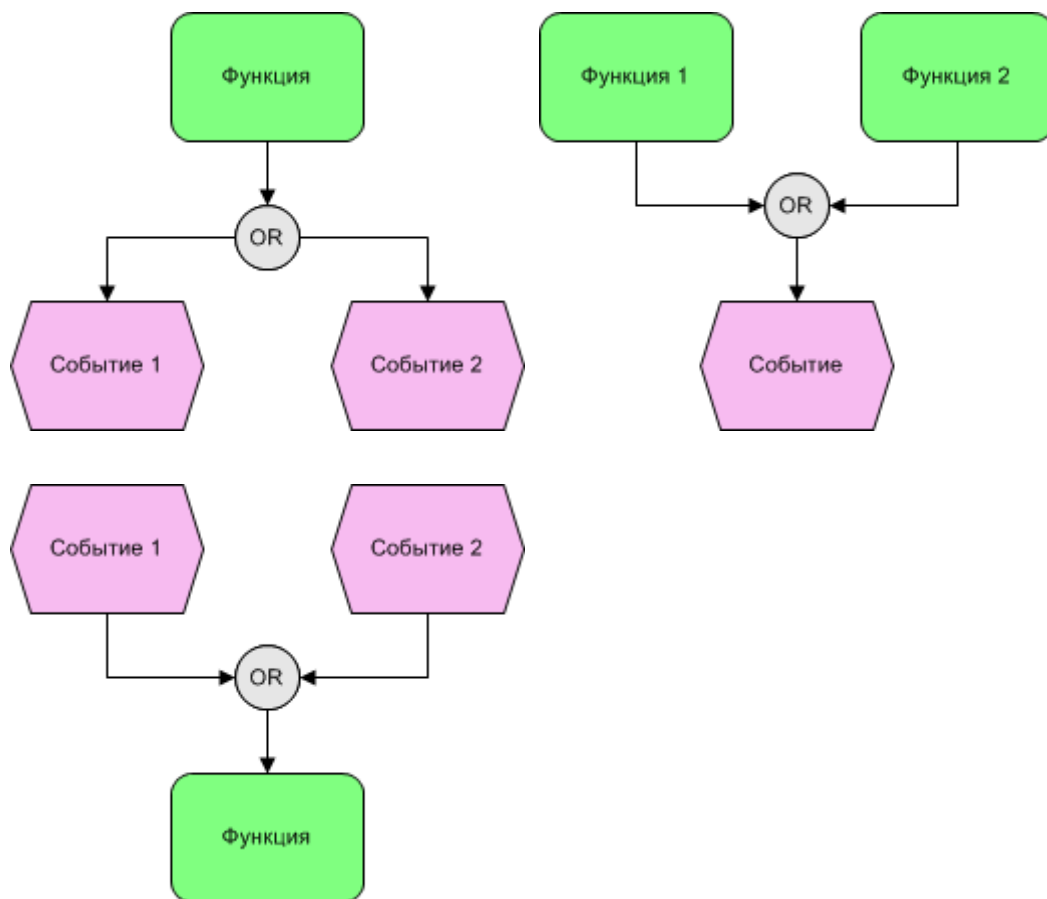 Функция
OR
Событие 1
Событие 2
Функция 1
Функция 2
OR
Событие
Событие 1
Событие 2
OR
Функция